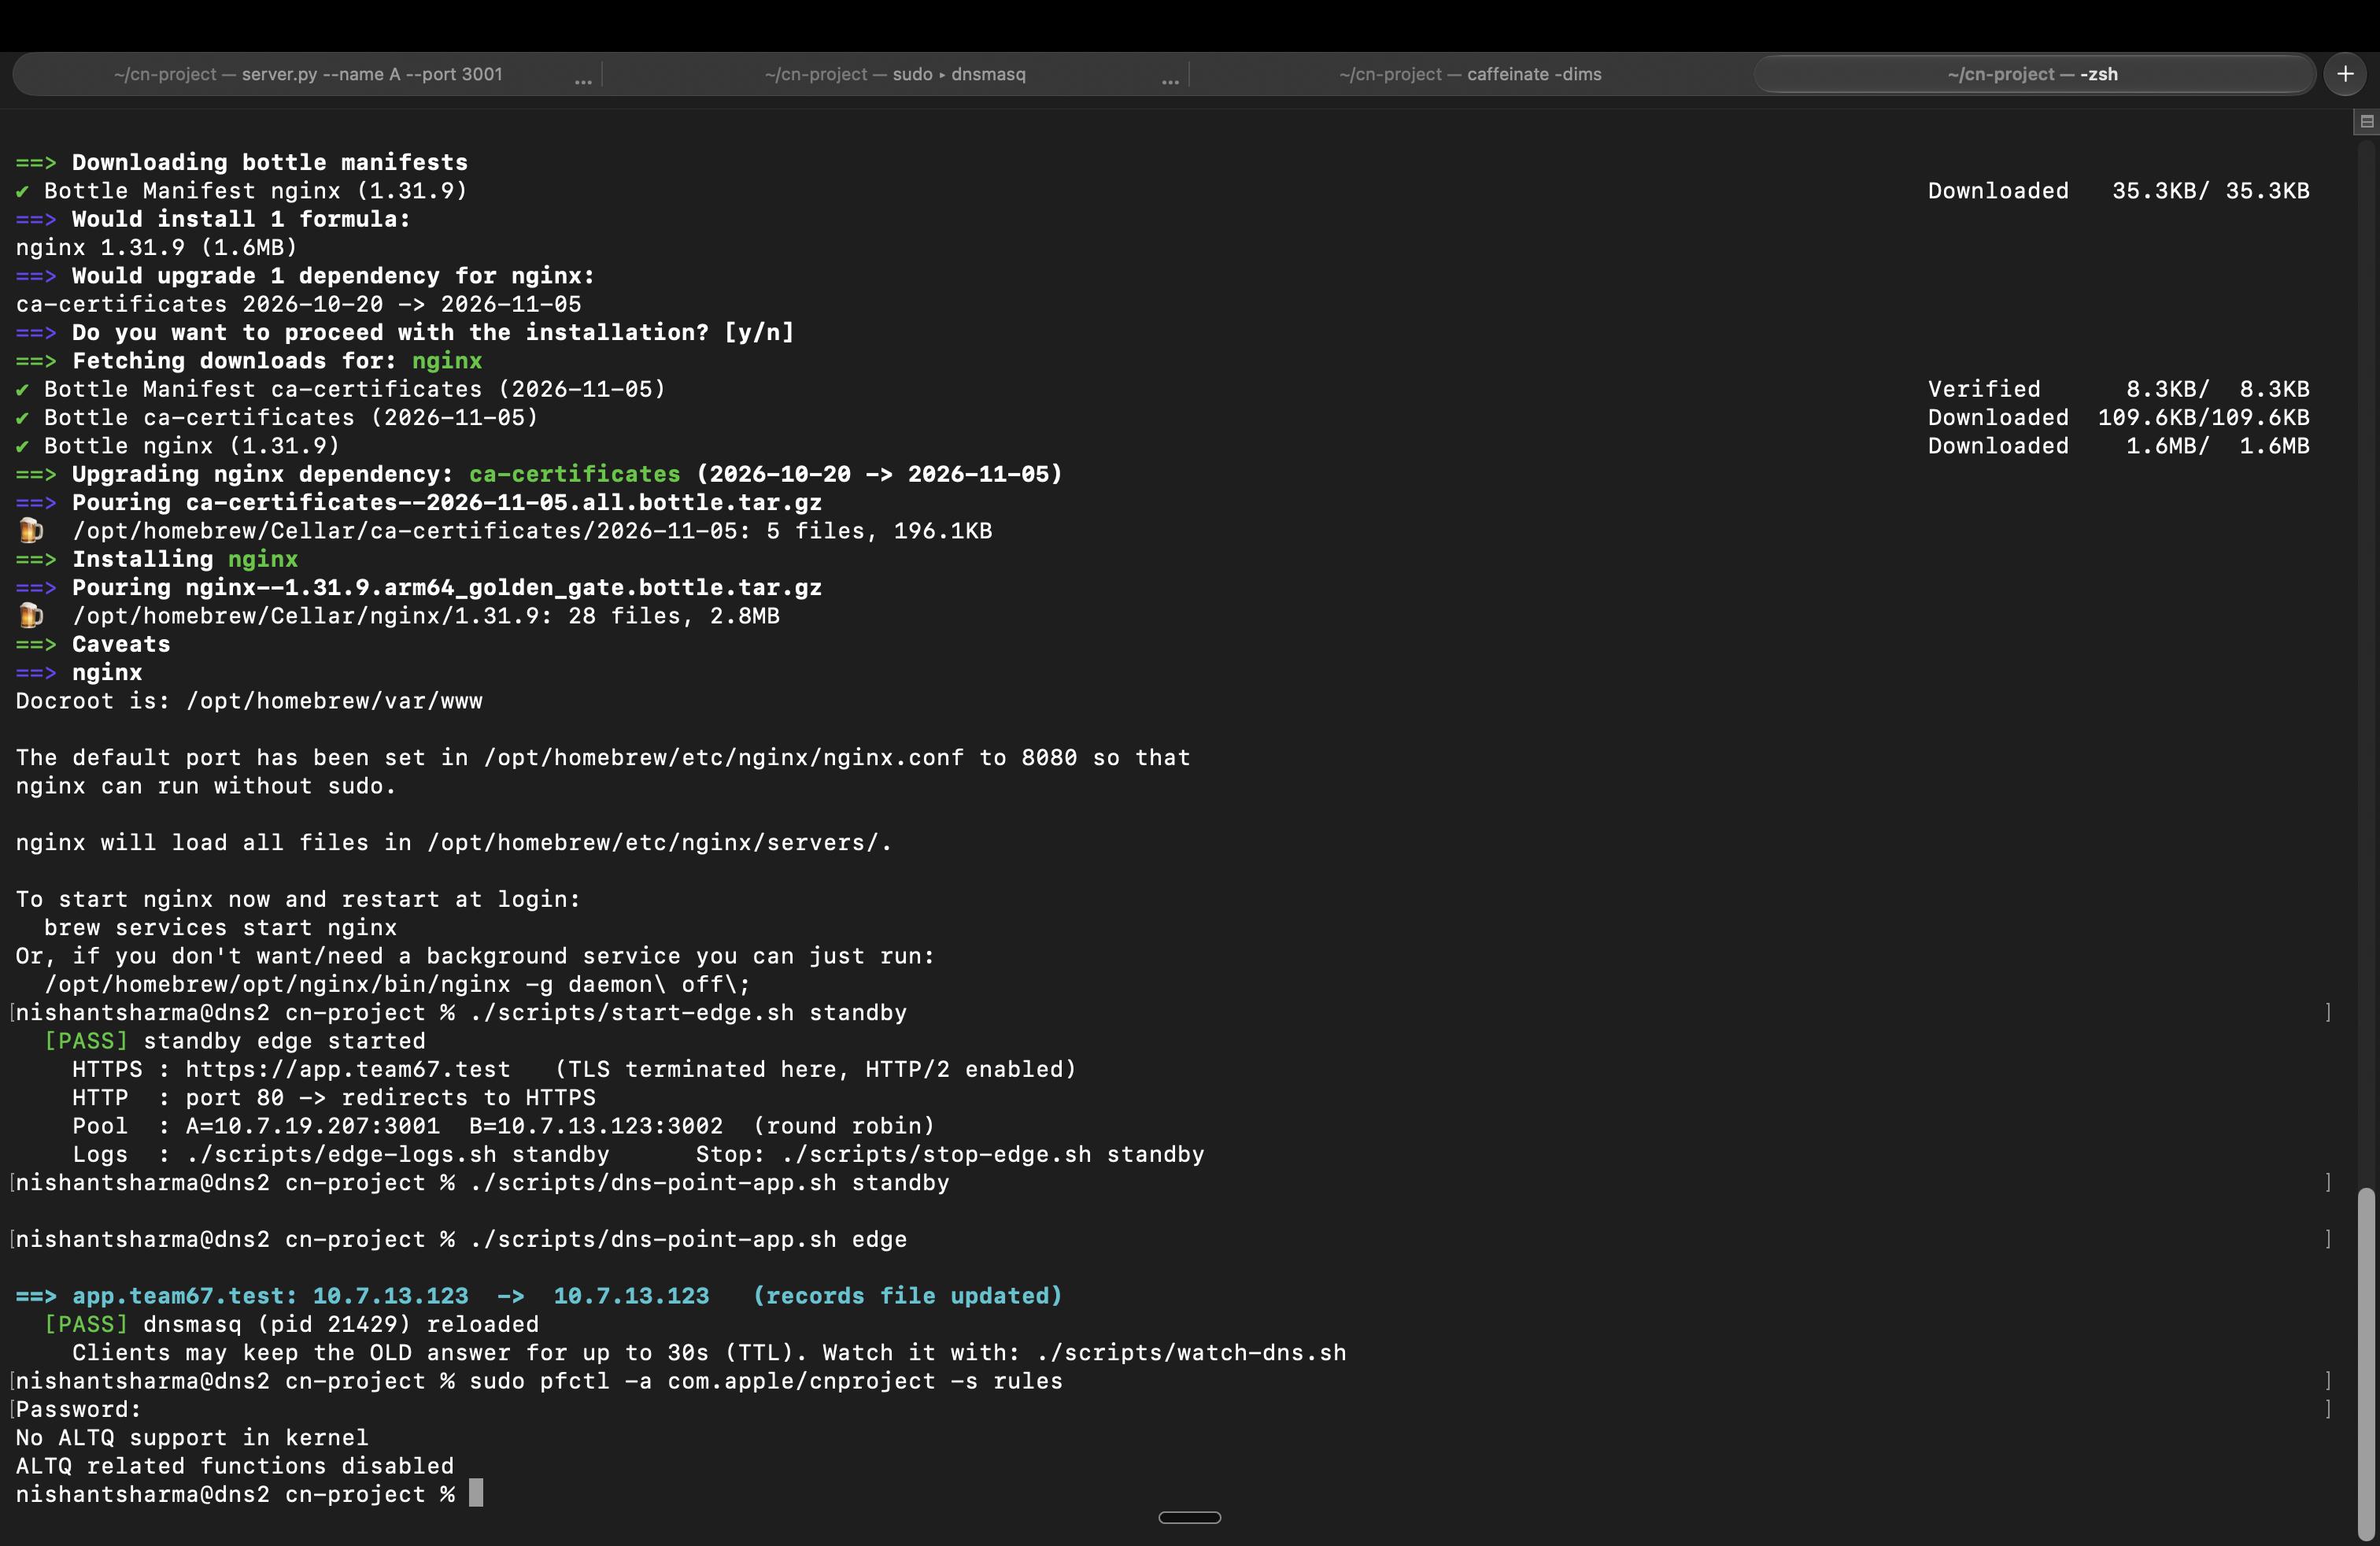 ~/cn-project — server.py --name A --port 3001 ...
~/cn-project — sudo ▸ dnsmasq ...
~/cn-project — caffeinate -dims
~/cn-project — -zsh
+
==> Downloading bottle manifests
✔ Bottle Manifest nginx (1.31.9) Downloaded 35.3KB/ 35.3KB
==> Would install 1 formula:
nginx 1.31.9 (1.6MB)
==> Would upgrade 1 dependency for nginx:
ca-certificates 2026-10-20 -> 2026-11-05
==> Do you want to proceed with the installation? [y/n]
==> Fetching downloads for: nginx
✔ Bottle Manifest ca-certificates (2026-11-05) Verified 8.3KB/ 8.3KB
✔ Bottle ca-certificates (2026-11-05) Downloaded 109.6KB/109.6KB
✔ Bottle nginx (1.31.9) Downloaded 1.6MB/ 1.6MB
==> Upgrading nginx dependency: ca-certificates (2026-10-20 -> 2026-11-05)
==> Pouring ca-certificates--2026-11-05.all.bottle.tar.gz
🍺 /opt/homebrew/Cellar/ca-certificates/2026-11-05: 5 files, 196.1KB
==> Installing nginx
==> Pouring nginx--1.31.9.arm64_golden_gate.bottle.tar.gz
🍺 /opt/homebrew/Cellar/nginx/1.31.9: 28 files, 2.8MB
==> Caveats
==> nginx
Docroot is: /opt/homebrew/var/www
The default port has been set in /opt/homebrew/etc/nginx/nginx.conf to 8080 so that
nginx can run without sudo.
nginx will load all files in /opt/homebrew/etc/nginx/servers/.
To start nginx now and restart at login:
brew services start nginx
Or, if you don't want/need a background service you can just run:
/opt/homebrew/opt/nginx/bin/nginx -g daemon\ off\;
[nishantsharma@dns2 cn-project % ./scripts/start-edge.sh standby ]
[PASS] standby edge started
HTTPS : https://app.team67.test (TLS terminated here, HTTP/2 enabled)
HTTP : port 80 -> redirects to HTTPS
Pool : A=10.7.19.207:3001 B=10.7.13.123:3002 (round robin)
Logs : ./scripts/edge-logs.sh standby Stop: ./scripts/stop-edge.sh standby
[nishantsharma@dns2 cn-project % ./scripts/dns-point-app.sh standby ]
[nishantsharma@dns2 cn-project % ./scripts/dns-point-app.sh edge ]
==> app.team67.test: 10.7.13.123 -> 10.7.13.123 (records file updated)
[PASS] dnsmasq (pid 21429) reloaded
Clients may keep the OLD answer for up to 30s (TTL). Watch it with: ./scripts/watch-dns.sh
[nishantsharma@dns2 cn-project % sudo pfctl -a com.apple/cnproject -s rules ]
[Password: ]
No ALTQ support in kernel
ALTQ related functions disabled
nishantsharma@dns2 cn-project %